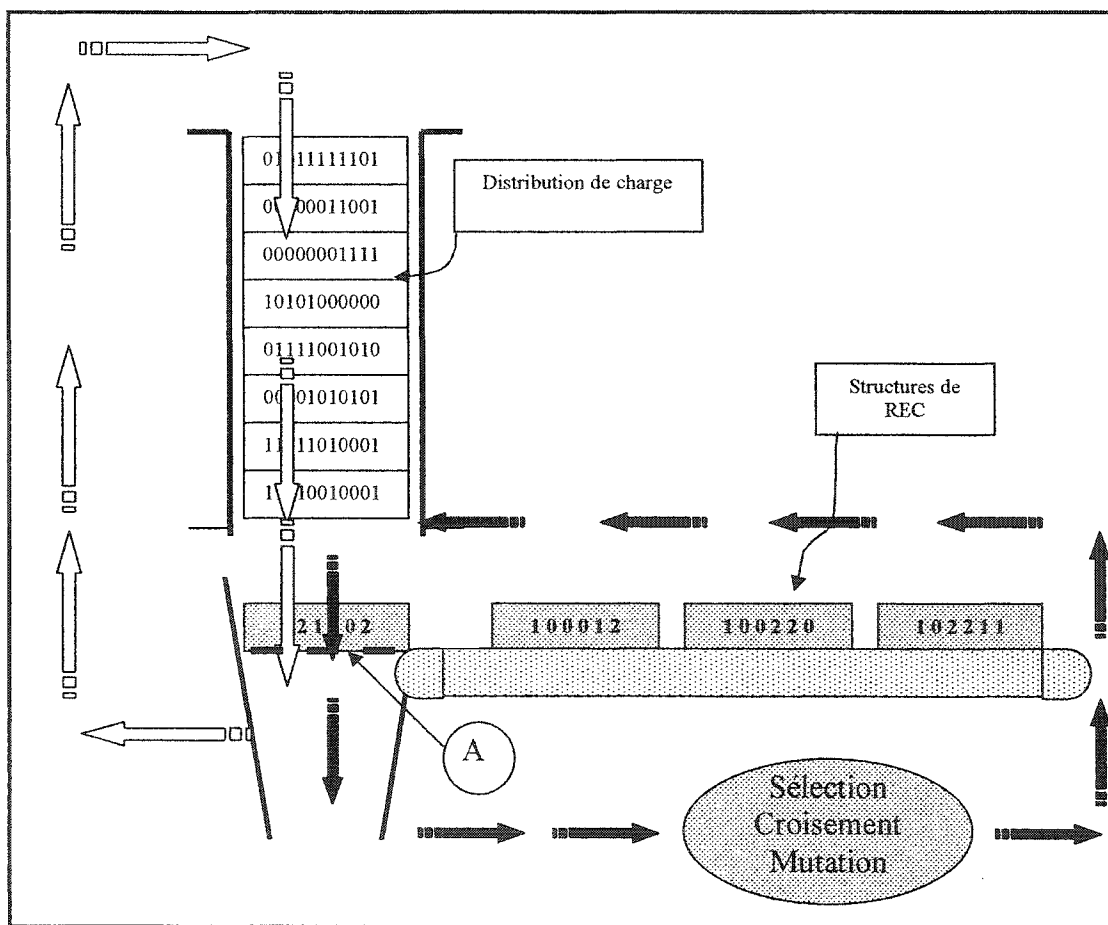 Distribution de charge
00000001111
10101000000
01111001010
Structures de
REC
100012
100220
102211
A
Sélection
Croisement
Mutation